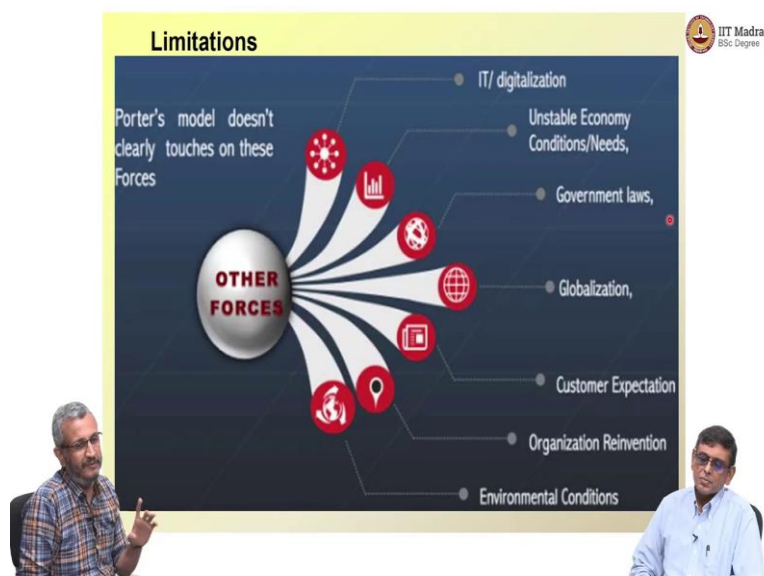 Limitations
IIT Madra
BSc Degree
Porter's model doesn't
clearly touches on these
Forces
IT/ digitalization
Unstable Economy
Conditions/Needs,
Government laws,
OTHER
FORCES
Globalization,
Customer Expectation
Organization Reinvention
Environmental Conditions